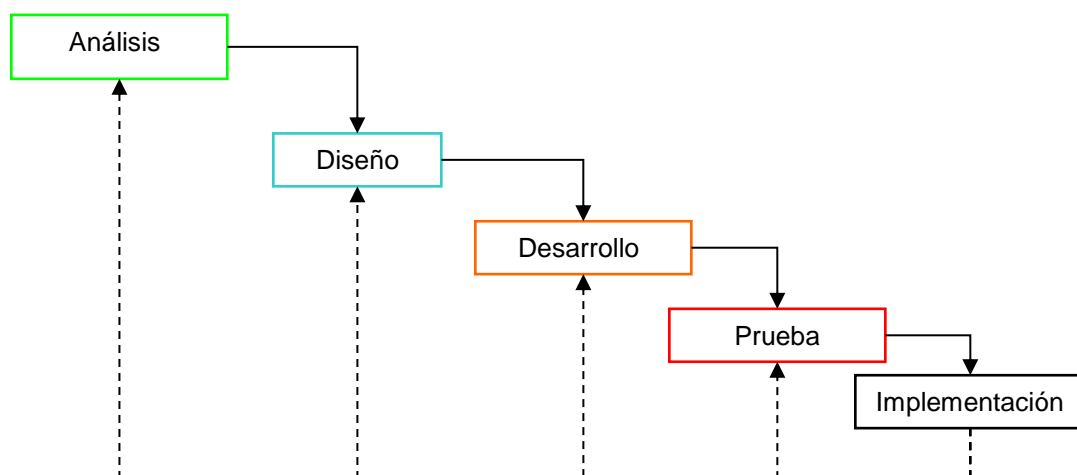 Análisis
Diseño
Desarrollo
Prueba
Implementación